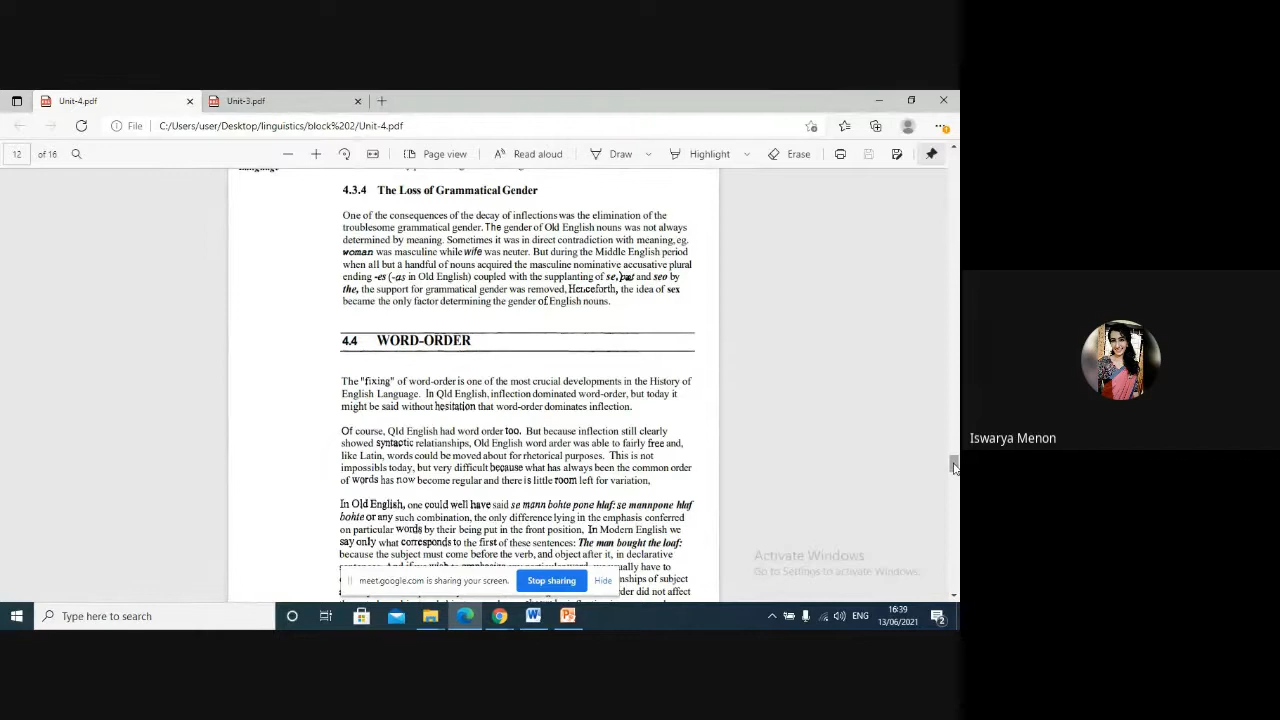 Unit-4.pdf
Unit-3.pdf
File C:/Users/user/Desktop/linguistics/block%202/Unit-4.pdf
12 of 16 Page view Read aloud Draw Highlight Erase
4.3.4 The Loss of Grammatical Gender
One of the consequences of the decay of inflections was the elimination of the
troublesome grammatical gender. The gender of Old English nouns was not always
determined by meaning. Sometimes it was in direct contradiction with meaning, eg.
woman was masculine while wife was neuter. But during the Middle English period
when all but a handful of nouns acquired the masculine nominative accusative plural
ending -es (-as in Old English) coupled with the supplanting of se, and seo by
the, the support for grammatical gender was removed, Henceforth, the idea of sex
became the only factor determining the gender of English nouns.
4.4 WORD-ORDER
The "fixing" of word-order is one of the most crucial developments in the History of
English Language. In Qld English, inflection dominated word-order, but today it
might be said without hesitation that word-order dominates inflection.
Of course, Qld English had word order too. But because inflection still clearly
showed syntactic relationships, Old English word arder was able to fairly free and,
like Latin, words could be moved about for rhetorical purposes. This is not
impossibls today, but very difficult because what has always been the common order
of words has now become regular and there is little room left for variation,
In Old English, one could well have said se mann bohte pone hlaf: se mannpone hlaf
bohte or any such combination, the only difference lying in the emphasis conferred
on particular words by their being put in the front position, In Modern English we
say only what corresponds to the first of these sentences: The man bought the loaf:
because the subject must come before the verb, and object after it, in declarative
usually have to
meet.google.com is sharing your screen. Stop sharing Hide
nships of subject
rder did not affect
Activate Windows
Go to Settings to activate Windows.
Iswarya Menon
Type here to search
ENG
16:39
13/06/2021
2